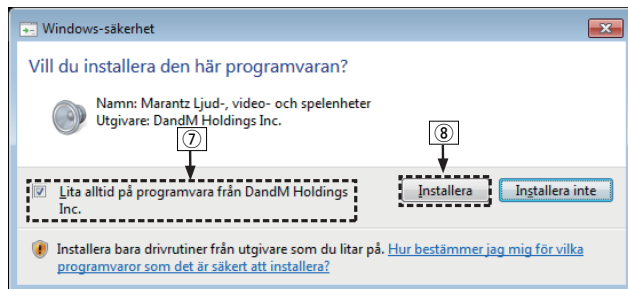 Windows-säkerhet
Vill du installera den här programvaran?
Namn: Marantz Ljud-, video- och spelenheter
Utgivare: DandM Holdings Inc.
⑦
⑧
Lita alltid på programvara från DandM Holdings
Inc.
Installera
Installera inte
Installera bara drivrutiner från utgivare som du litar på. Hur bestämmer jag mig för vilka
programvaror som det är säkert att installera?